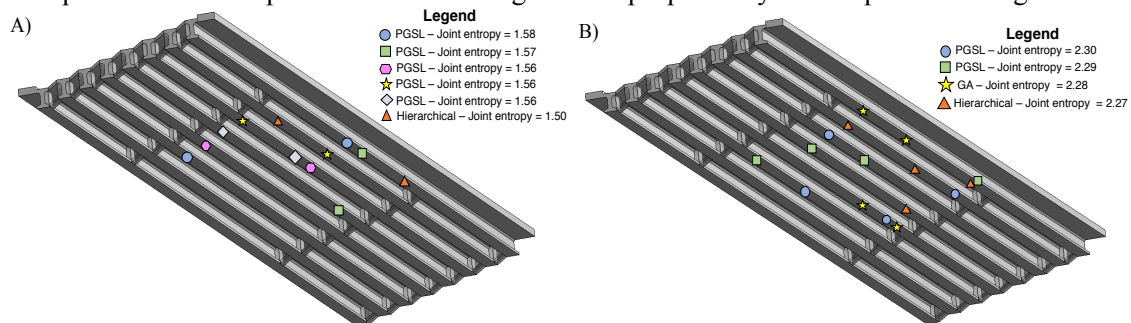 A)
Legend
PGSL – Joint entropy = 1.58
PGSL – Joint entropy = 1.57
PGSL – Joint entropy = 1.56
PGSL – Joint entropy = 1.56
PGSL – Joint entropy = 1.56
Hierarchical – Joint entropy = 1.50
B)
Legend
PGSL – Joint entropy = 2.30
PGSL – Joint entropy = 2.29
GA – Joint entropy = 2.28
Hierarchical – Joint entropy = 2.27